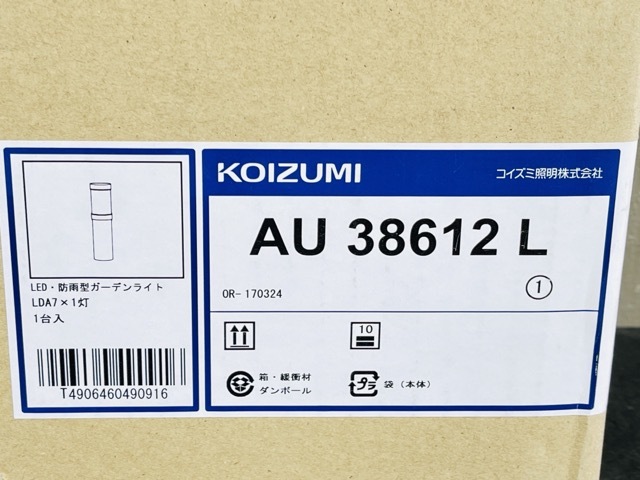 LED・防雨型ガーデンライト
LDA7×1灯
1台入
T4906460490916
KOIZUMI
コイズミ照明株式会社
AU 38612 L
OR-170324
①
10
箱・緩衝材
ダンボール
プラ
袋（本体）